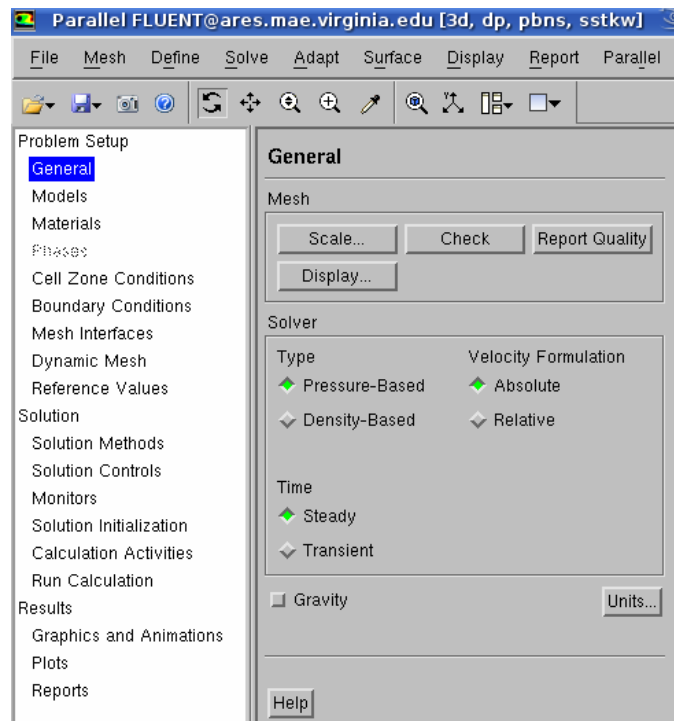 Parallel FLUENT@ares.mae.virginia.edu [3d, dp, pbns, sstkw]
File Mesh Define Solve Adapt Surface Display Report Parallel
Problem Setup
General
Models
Materials
Phases
Cell Zone Conditions
Boundary Conditions
Mesh Interfaces
Dynamic Mesh
Reference Values
Solution
Solution Methods
Solution Controls
Monitors
Solution Initialization
Calculation Activities
Run Calculation
Results
Graphics and Animations
Plots
Reports
General
Mesh
Scale... Check Report Quality
Display...
Solver
Type Velocity Formulation
Pressure-Based Absolute
Density-Based Relative
Time
Steady
Transient
Gravity Units...
Help